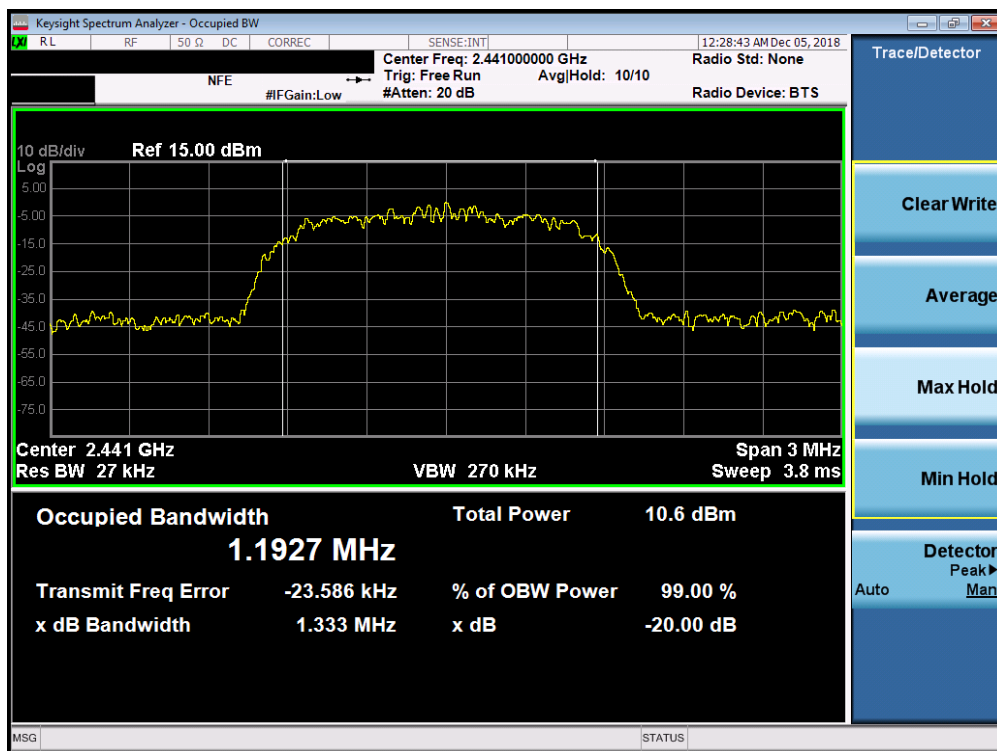 Keysight Spectrum Analyzer - Occupied BW
LXI RL RF 50 Ω DC CORREC SENSE:INT 12:28:43 AM Dec 05, 2018
Center Freq: 2.441000000 GHz Radio Std: None
NFE Trig: Free Run Avg|Hold: 10/10
#IFGain:Low #Atten: 20 dB Radio Device: BTS
10 dB/div Ref 15.00 dBm
Log
5.00
-5.00
-15.0
-25.0
-35.0
-45.0
-55.0
-65.0
-75.0
Center 2.441 GHz Span 3 MHz
Res BW 27 kHz VBW 270 kHz Sweep 3.8 ms
Occupied Bandwidth Total Power 10.6 dBm
1.1927 MHz
Transmit Freq Error -23.586 kHz % of OBW Power 99.00 %
x dB Bandwidth 1.333 MHz x dB -20.00 dB
MSG STATUS
Trace/Detector
Clear Write
Average
Max Hold
Min Hold
Detector
Peak▶
Auto Man